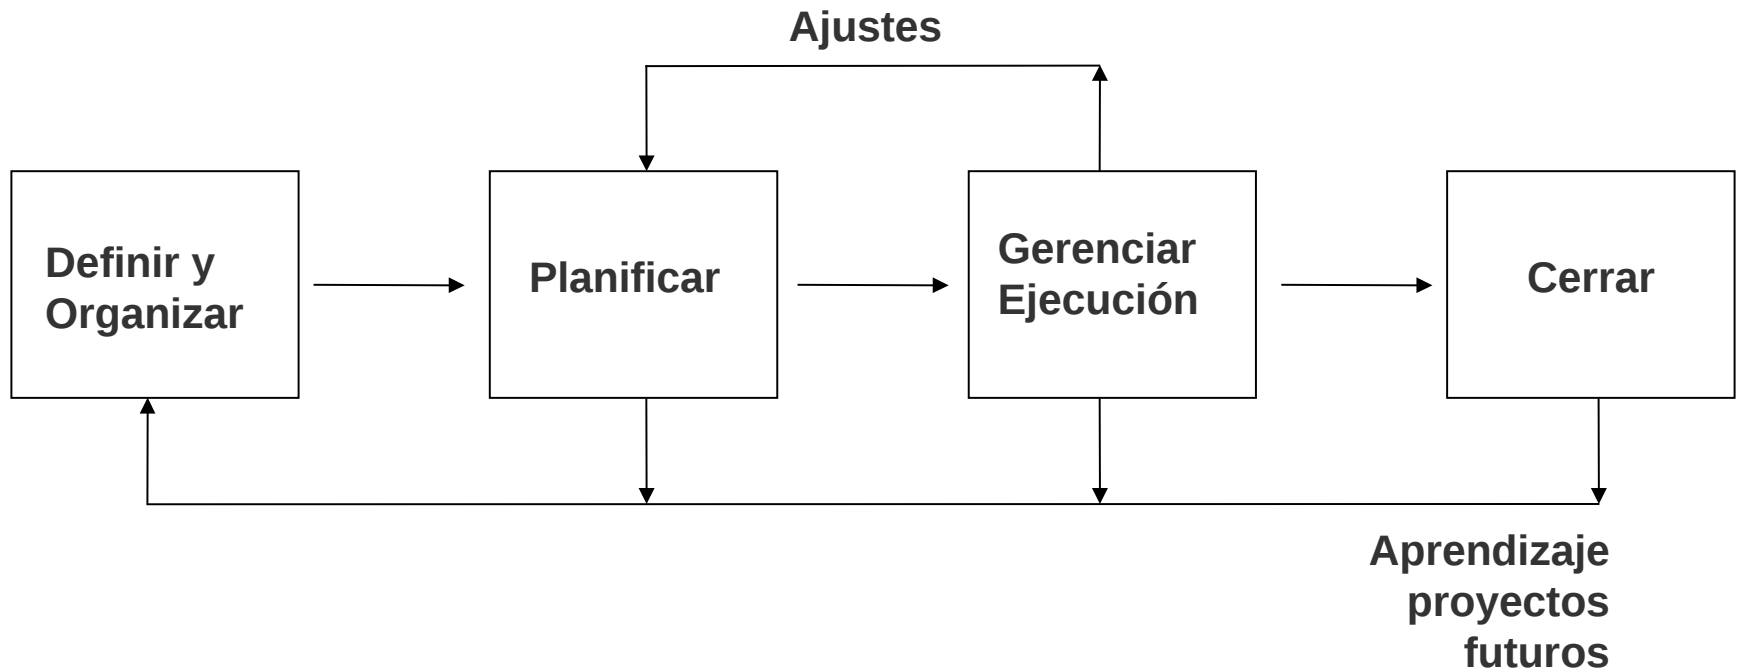 Ajustes
Definir y
Organizar
Planificar
Gerenciar
Ejecución
Cerrar
Aprendizaje
proyectos
futuros